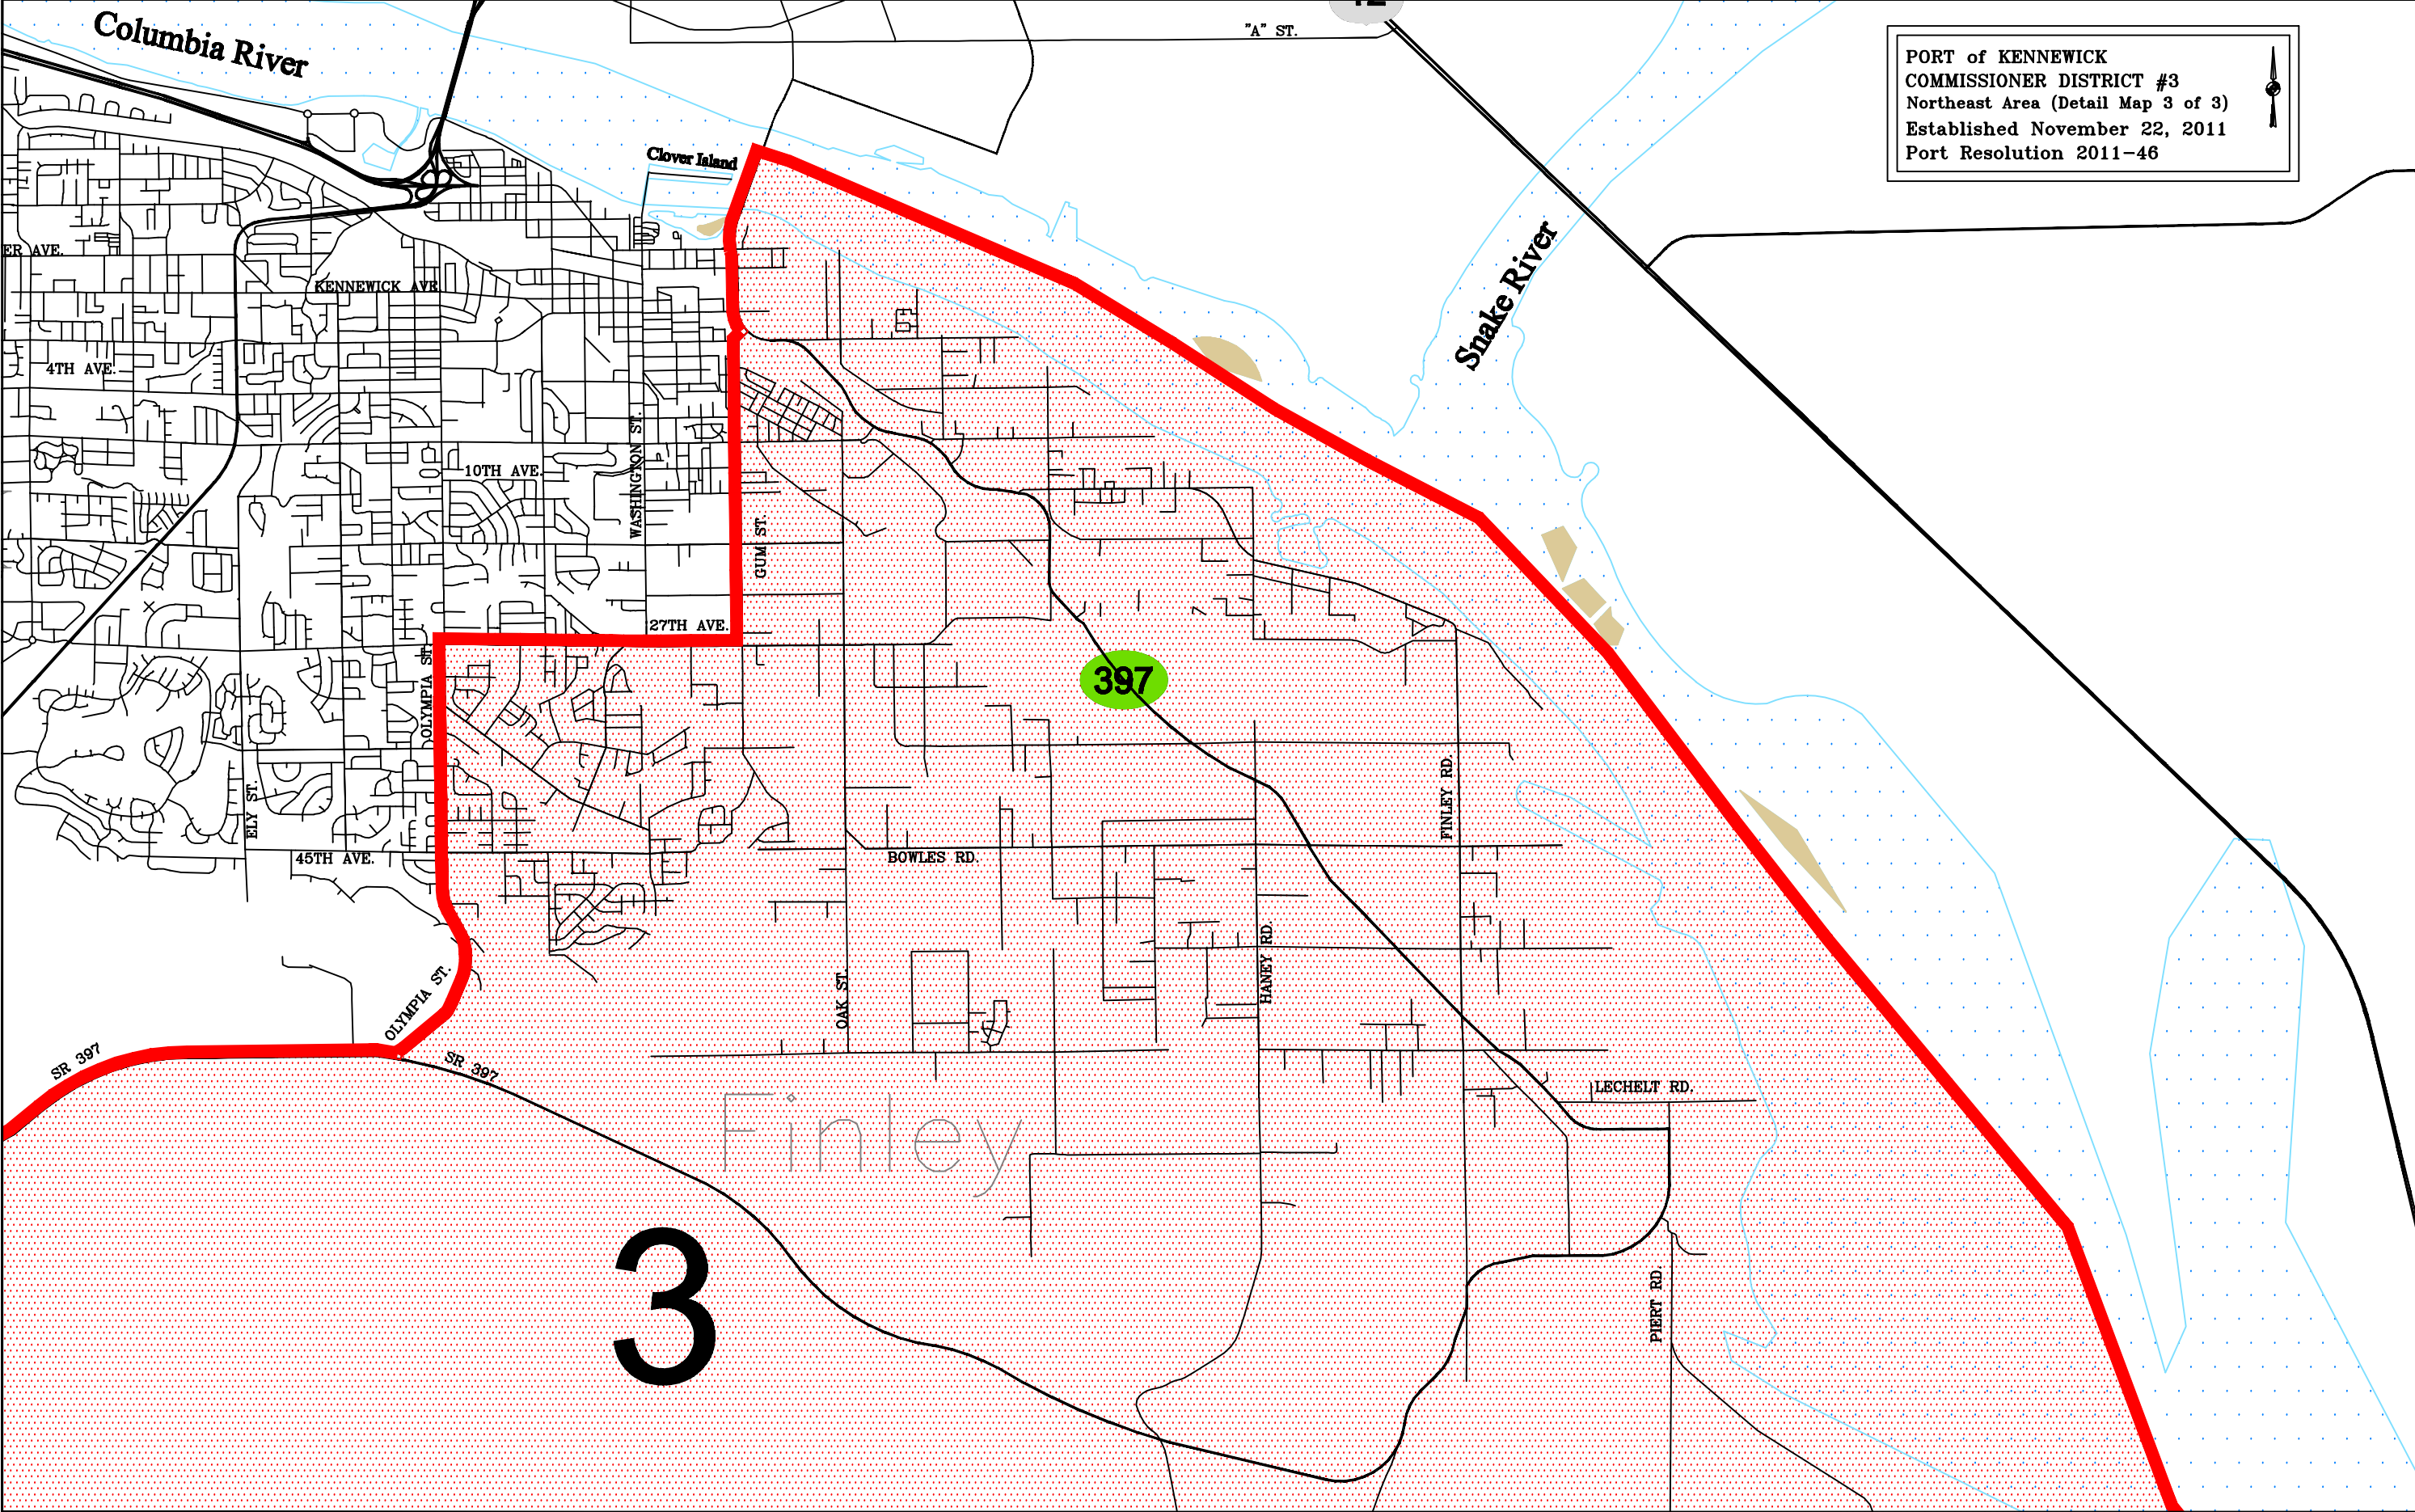 Columbia River
"A" ST.
PORT of KENNEWICK
COMMISSIONER DISTRICT #3
Northeast Area (Detail Map 3 of 3)
Established November 22, 2011
Port Resolution 2011-46
Clover Island
ER AVE.
KENNEWICK AVE
Snake River
4TH AVE.
WASHINGTON ST.
10TH AVE.
GUM ST.
27TH AVE.
OLYMPIA ST.
397
ELY ST.
FINLEY RD.
45TH AVE.
BOWLES RD.
HANEY RD.
OAK ST.
OLYMPIA ST.
SR 397
SR 397
LECHELT RD.
Finley
3
PIERT RD.